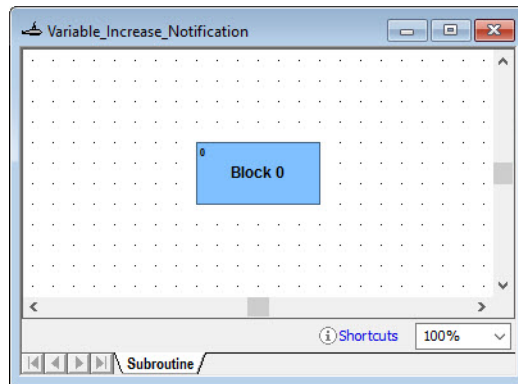 Variable_Increase_Notification
0
Block 0
Shortcuts
100%
Subroutine